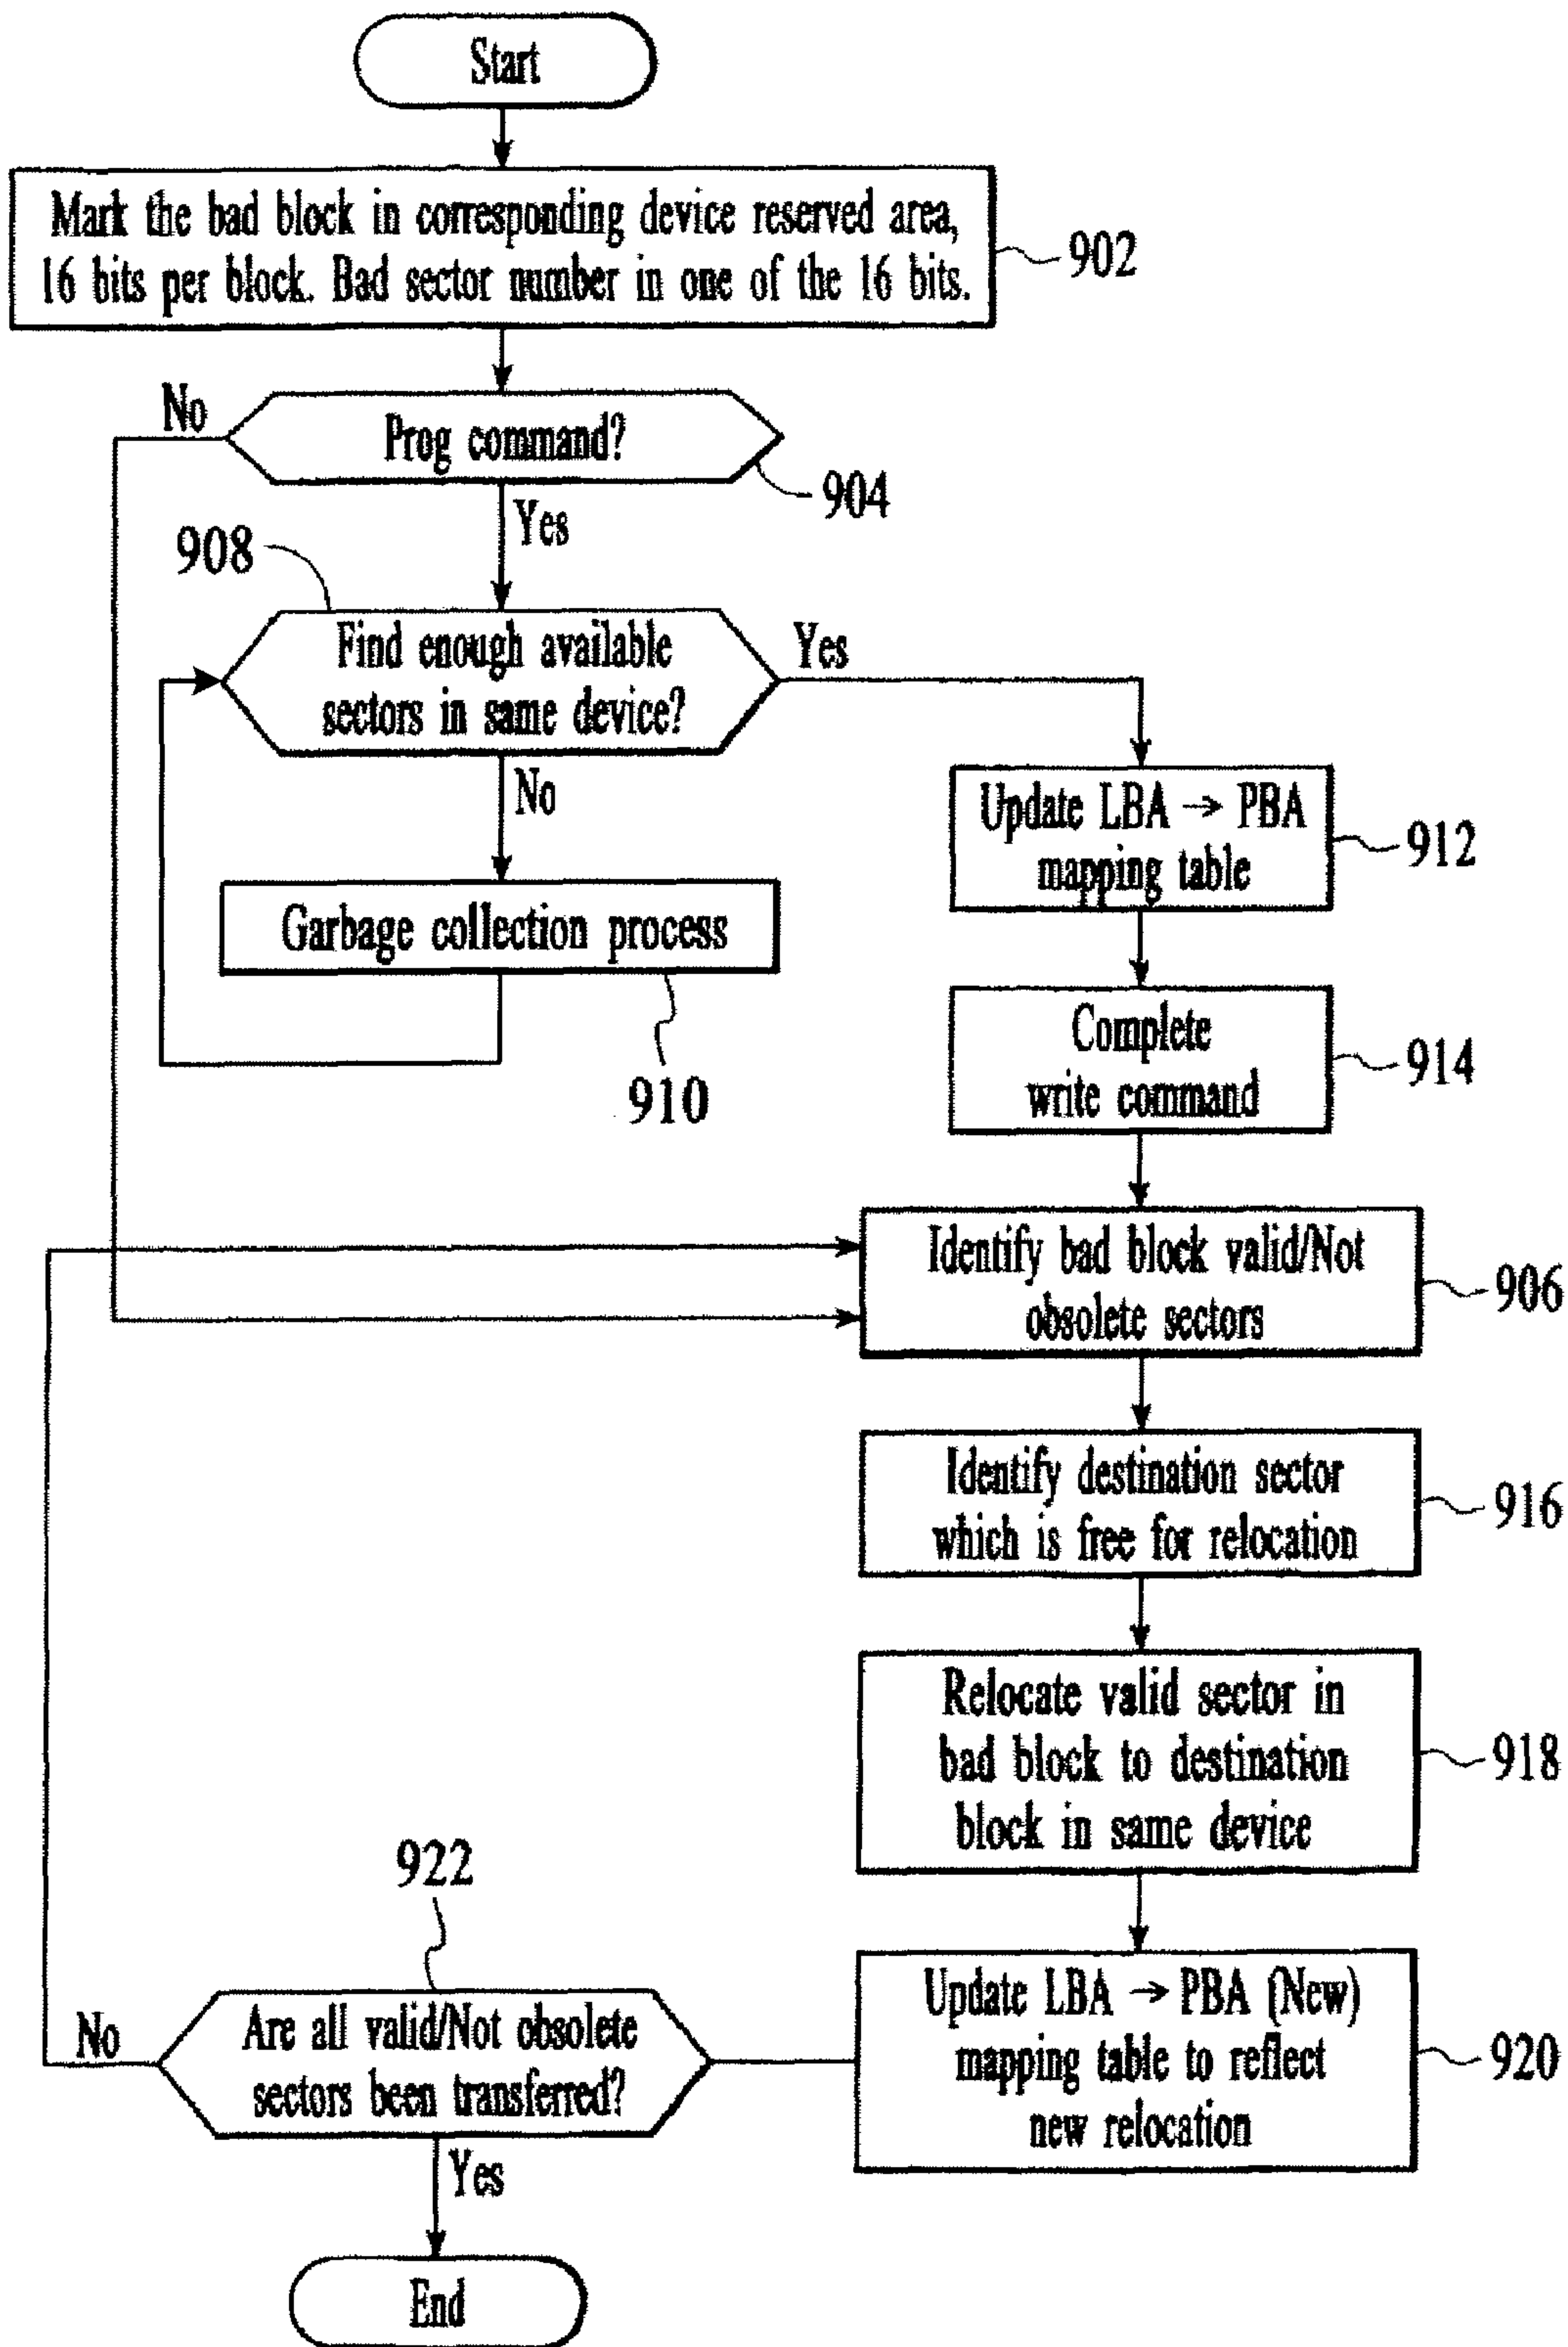 Start
Mark the bad block in corresponding device reserved area,
16 bits per block. Bad sector number in one of the 16 bits.
902
No
Prog command?
904
Yes
908
Find enough available
sectors in same device?
Yes
No
Update LBA → PBA
mapping table
912
Garbage collection process
910
Complete
write command
914
Identify bad block valid/Not
obsolete sectors
906
Identify destination sector
which is free for relocation
916
Relocate valid sector in
bad block to destination
block in same device
918
922
No
Are all valid/Not obsolete
sectors been transferred?
Update LBA → PBA (New)
mapping table to reflect
new relocation
920
Yes
End